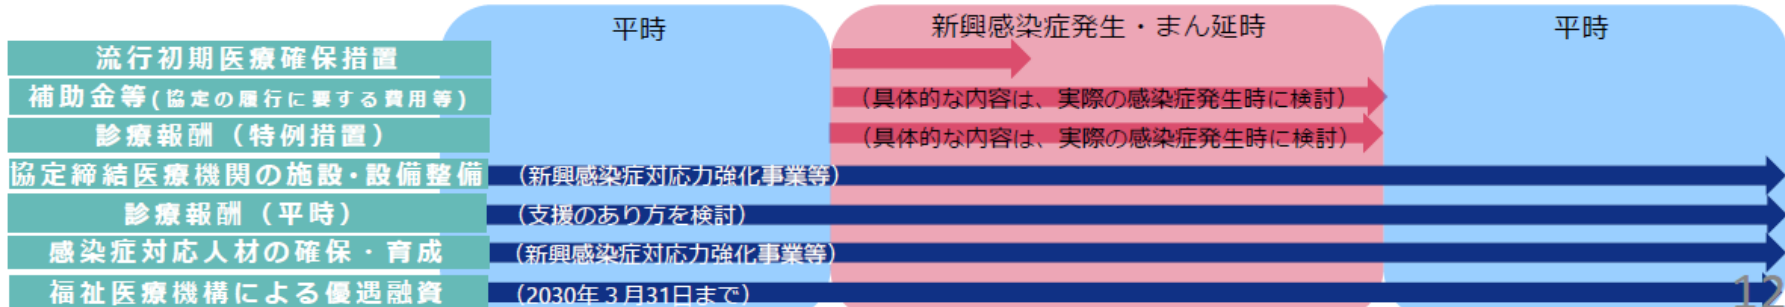 平時
新興感染症発生・まん延時
平時
流行初期医療確保措置
補助金等(協定の履行に要する費用等)
（具体的な内容は、実際の感染症発生時に検討）
診療報酬（特例措置）
（具体的な内容は、実際の感染症発生時に検討）
協定締結医療機関の施設・設備整備
（新興感染症対応力強化事業等）
診療報酬（平時）
（支援のあり方を検討）
感染症対応人材の確保・育成
（新興感染症対応力強化事業等）
福祉医療機構による優遇融資
（2030年３月31日まで）
12